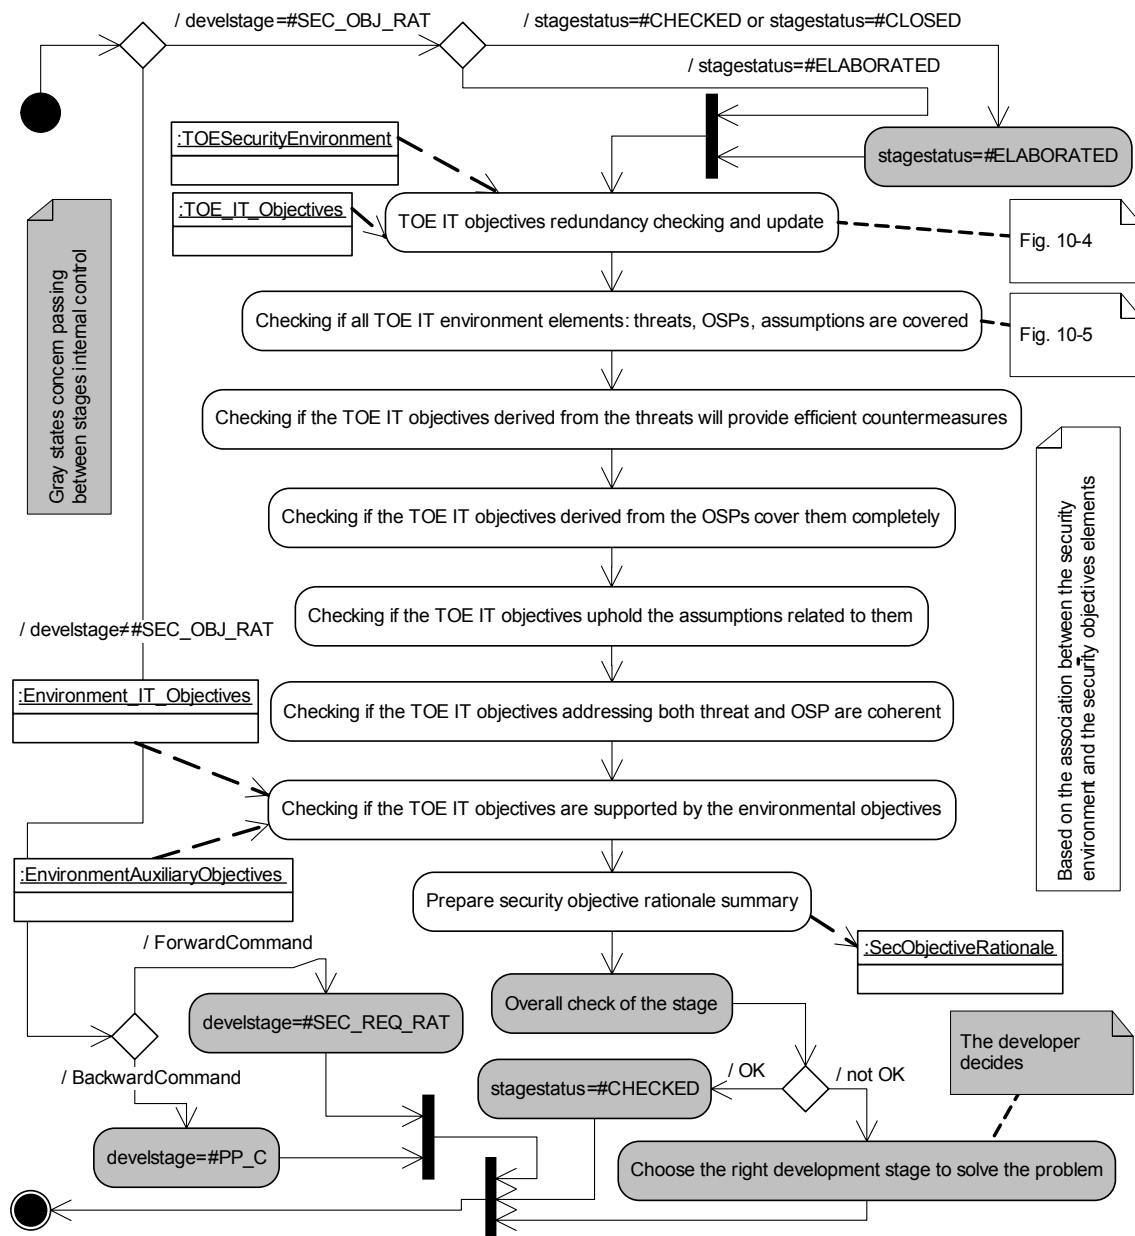 / develstage=#SEC_OBJ_RAT
/ stagestatus=#CHECKED or stagestatus=#CLOSED
/ stagestatus=#ELABORATED
:TOESecurityEnvironment
stagestatus=#ELABORATED
:TOE_IT_Objectives
TOE IT objectives redundancy checking and update
Fig. 10-4
Gray states concern passing
between stages internal control
Checking if all TOE IT environment elements: threats, OSPs, assumptions are covered
Fig. 10-5
Checking if the TOE IT objectives derived from the threats will provide efficient countermeasures
Checking if the TOE IT objectives derived from the OSPs cover them completely
Based on the association between the security
environment and the security objectives elements
Checking if the TOE IT objectives uphold the assumptions related to them
/ develstage≠#SEC_OBJ_RAT
:Environment_IT_Objectives
Checking if the TOE IT objectives addressing both threat and OSP are coherent
Checking if the TOE IT objectives are supported by the environmental objectives
:EnvironmentAuxiliaryObjectives
Prepare security objective rationale summary
/ ForwardCommand
:SecObjectiveRationale
Overall check of the stage
develstage=#SEC_REQ_RAT
The developer
decides
/ BackwardCommand
/ OK
/ not OK
stagestatus=#CHECKED
develstage=#PP_C
Choose the right development stage to solve the problem